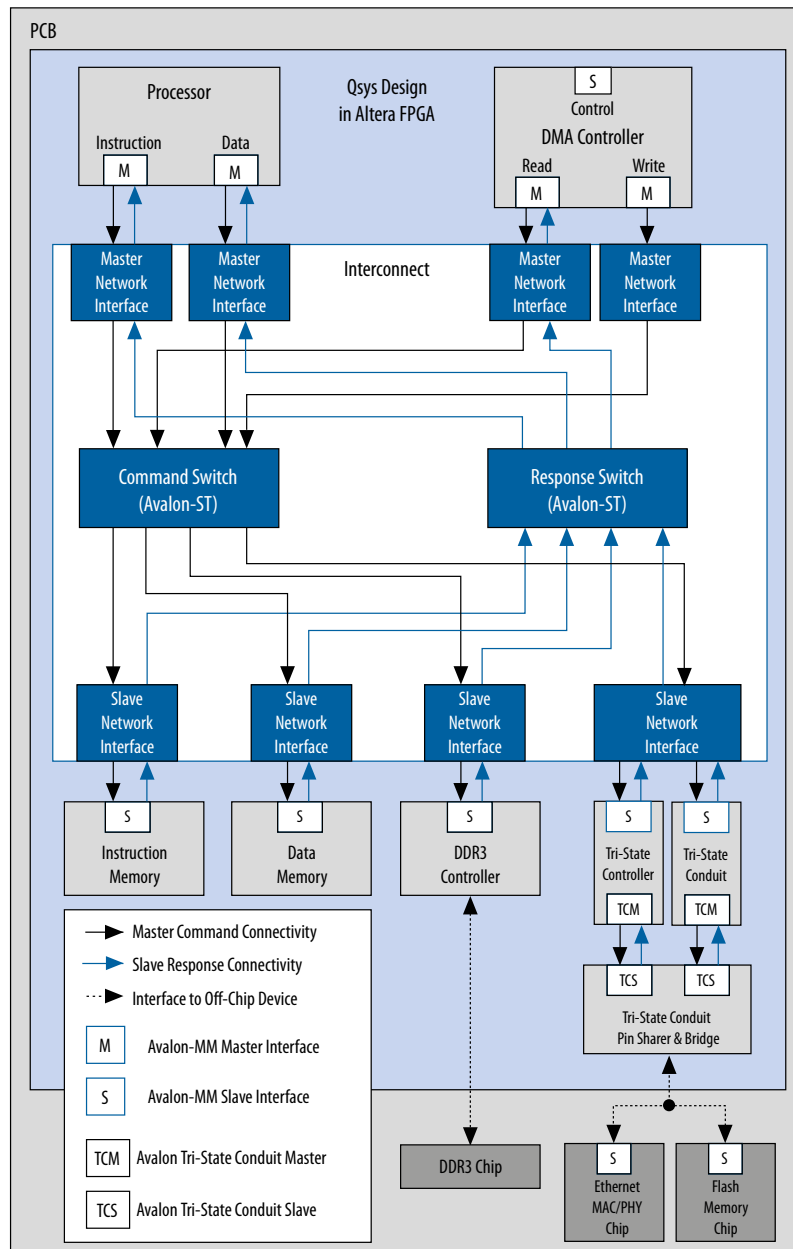 PCB
Qsys Design
in Altera FPGA
Processor
Instruction
Data
M
M
S
Control
DMA Controller
Read
Write
M
M
Interconnect
Master
Network
Interface
Master
Network
Interface
Master
Network
Interface
Master
Network
Interface
Command Switch
(Avalon-ST)
Response Switch
(Avalon-ST)
Slave
Network
Interface
Slave
Network
Interface
Slave
Network
Interface
Slave
Network
Interface
S
Instruction
Memory
S
Data
Memory
S
DDR3
Controller
S
Tri-State
Controller
TCM
S
Tri-State
Conduit
TCM
TCS
TCS
Tri-State Conduit
Pin Sharer & Bridge
Master Command Connectivity
Slave Response Connectivity
Interface to Off-Chip Device
M
Avalon-MM Master Interface
S
Avalon-MM Slave Interface
TCM
Avalon Tri-State Conduit Master
TCS
Avalon Tri-State Conduit Slave
DDR3 Chip
S
Ethernet
MAC/PHY
Chip
S
Flash
Memory
Chip